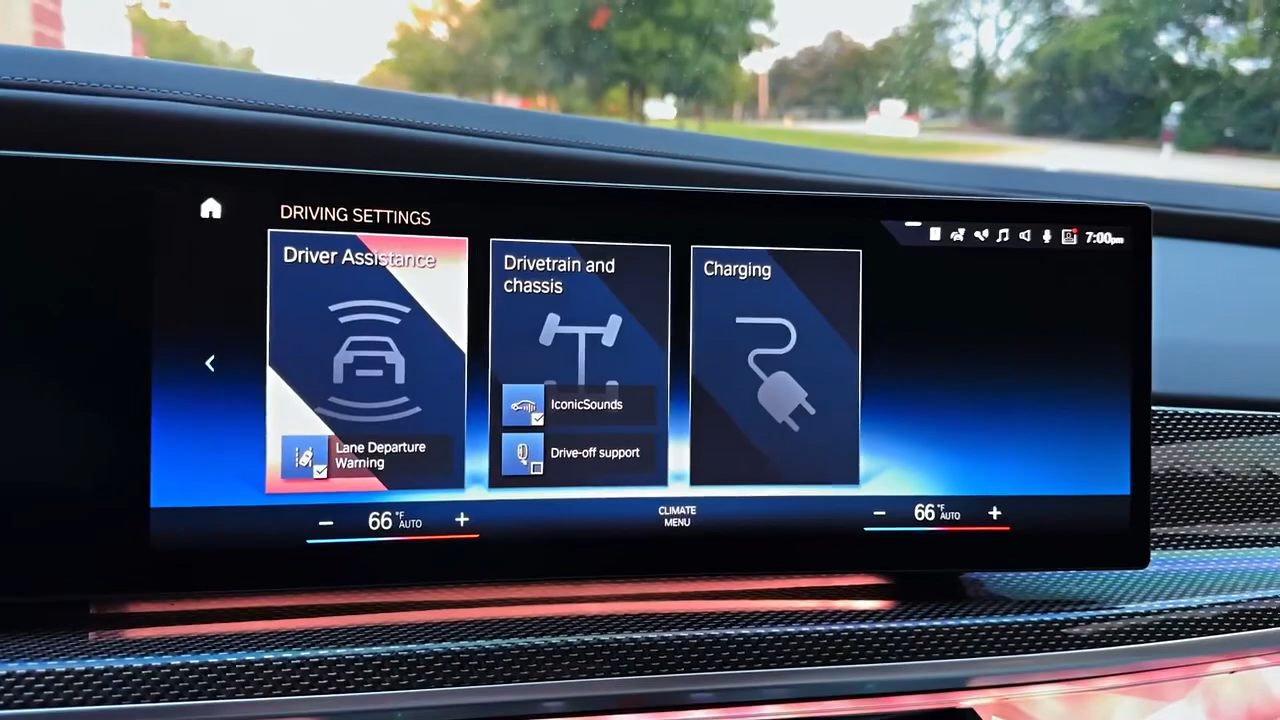 DRIVING SETTINGS
7:00pm
Driver Assistance
Lane Departure
Warning
Drivetrain and
chassis
IconicSounds
Drive-off support
Charging
66 °F
AUTO
CLIMATE
MENU
66 °F
AUTO